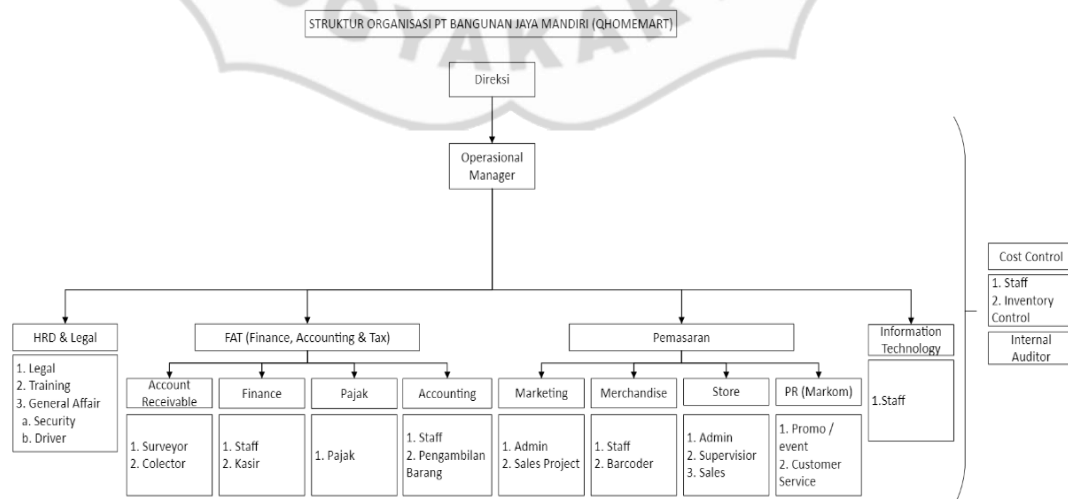 OGYAKAR
STRUKTUR ORGANISASI PT BANGUNAN JAYA MANDIRI (QHOMEMART)
Direksi
Operasional
Manager
HRD & Legal
1. Legal
2. Training
3. General Affair
a. Security
b. Driver
FAT (Finance, Accounting & Tax)
Account
Receivable
1. Surveyor
2. Colector
Finance
1. Staff
2. Kasir
Pajak
1. Pajak
Accounting
1. Staff
2. Pengambilan
Barang
Pemasaran
Marketing
1. Admin
2. Sales Project
Merchandise
1. Staff
2. Barcoder
Store
1. Admin
2. Supervisior
3. Sales
PR (Markom)
1. Promo /
event
2. Customer
Service
Information
Technology
1.Staff
Cost Control
1. Staff
2. Inventory
Control
Internal
Auditor